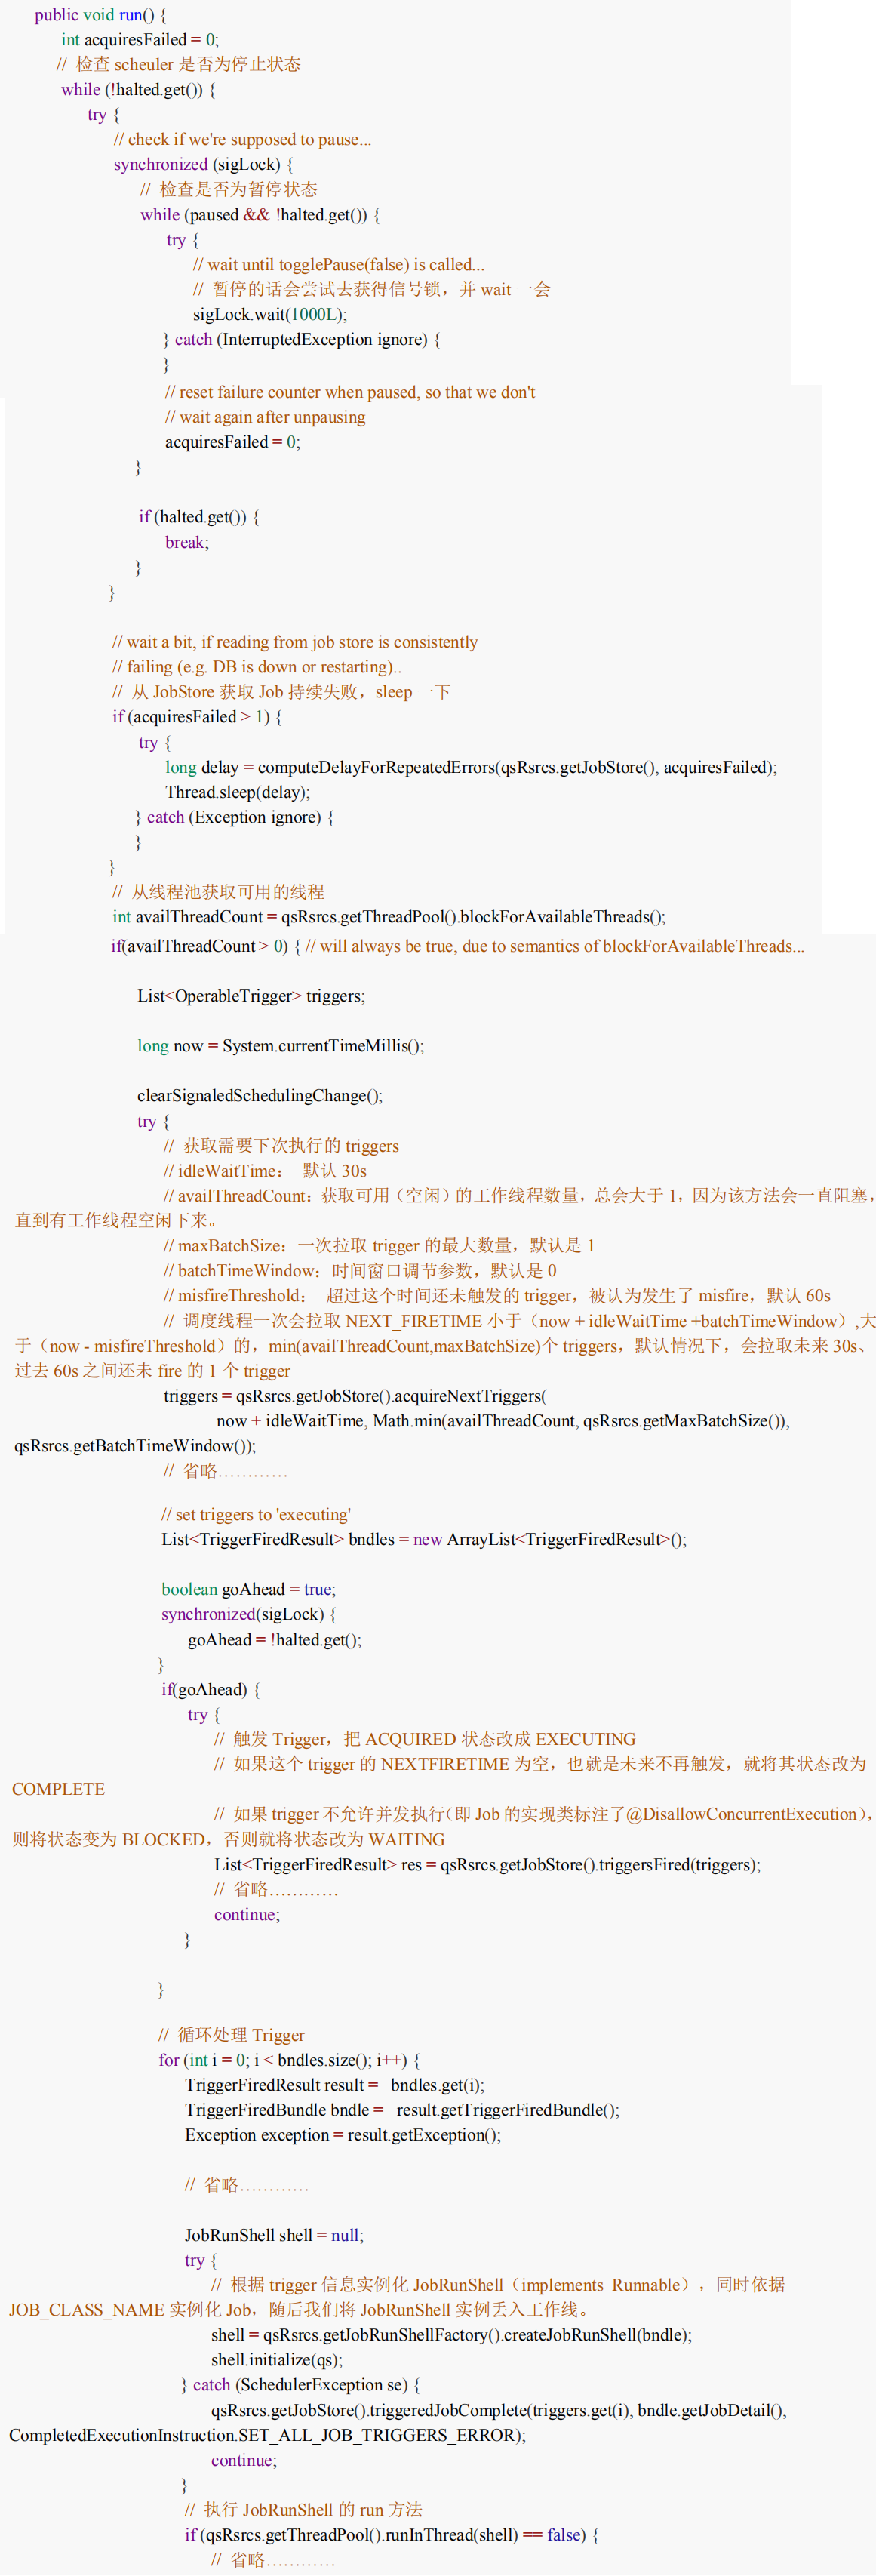 public void run() {
int acquiresFailed = 0;
// 检查 scheuler 是否为停止状态
while (!halted.get()) {
try {
// check if we're supposed to pause...
synchronized (sigLock) {
// 检查是否为暂停状态
while (paused && !halted.get()) {
try {
// wait until togglePause(false) is called...
// 暂停的话会尝试去获得信号锁，并 wait 一会
sigLock.wait(1000L);
} catch (InterruptedException ignore) {
}
// reset failure counter when paused, so that we don't
// wait again after unpausing
acquiresFailed = 0;
}
if (halted.get()) {
break;
}
}
// wait a bit, if reading from job store is consistently
// failing (e.g. DB is down or restarting)..
// 从 JobStore 获取 Job 持续失败，sleep 一下
if (acquiresFailed > 1) {
try {
long delay = computeDelayForRepeatedErrors(qsRsrcs.getJobStore(), acquiresFailed);
Thread.sleep(delay);
} catch (Exception ignore) {
}
}
// 从线程池获取可用的线程
int availThreadCount = qsRsrcs.getThreadPool().blockForAvailableThreads();
if(availThreadCount > 0) { // will always be true, due to semantics of blockForAvailableThreads...
List<OperableTrigger> triggers;
long now = System.currentTimeMillis();
clearSignaledSchedulingChange();
try {
// 获取需要下次执行的 triggers
// idleWaitTime： 默认 30s
// availThreadCount：获取可用（空闲）的工作线程数量，总会大于 1，因为该方法会一直阻塞，
直到有工作线程空闲下来。
// maxBatchSize：一次拉取 trigger 的最大数量，默认是 1
// batchTimeWindow：时间窗口调节参数，默认是 0
// misfireThreshold： 超过这个时间还未触发的 trigger，被认为发生了 misfire，默认 60s
// 调度线程一次会拉取 NEXT_FIRETIME 小于（now + idleWaitTime +batchTimeWindow）,大
于（now - misfireThreshold）的，min(availThreadCount,maxBatchSize)个 triggers，默认情况下，会拉取未来 30s、
过去 60s 之间还未 fire 的 1 个 trigger
triggers = qsRsrcs.getJobStore().acquireNextTriggers(
now + idleWaitTime, Math.min(availThreadCount, qsRsrcs.getMaxBatchSize()),
qsRsrcs.getBatchTimeWindow());
// 省略…………
// set triggers to 'executing'
List<TriggerFiredResult> bndles = new ArrayList<TriggerFiredResult>();
boolean goAhead = true;
synchronized(sigLock) {
goAhead = !halted.get();
}
if(goAhead) {
try {
// 触发 Trigger，把 ACQUIRED 状态改成 EXECUTING
// 如果这个 trigger 的 NEXTFIRETIME 为空，也就是未来不再触发，就将其状态改为
COMPLETE
// 如果 trigger 不允许并发执行（即 Job 的实现类标注了@DisallowConcurrentExecution），
则将状态变为 BLOCKED，否则就将状态改为 WAITING
List<TriggerFiredResult> res = qsRsrcs.getJobStore().triggersFired(triggers);
// 省略…………
continue;
}
}
// 循环处理 Trigger
for (int i = 0; i < bndles.size(); i++) {
TriggerFiredResult result = bndles.get(i);
TriggerFiredBundle bndle = result.getTriggerFiredBundle();
Exception exception = result.getException();
// 省略…………
JobRunShell shell = null;
try {
// 根据 trigger 信息实例化 JobRunShell（implements Runnable），同时依据
JOB_CLASS_NAME 实例化 Job，随后我们将 JobRunShell 实例丢入工作线。
shell = qsRsrcs.getJobRunShellFactory().createJobRunShell(bndle);
shell.initialize(qs);
} catch (SchedulerException se) {
qsRsrcs.getJobStore().triggeredJobComplete(triggers.get(i), bndle.getJobDetail(),
CompletedExecutionInstruction.SET_ALL_JOB_TRIGGERS_ERROR);
continue;
}
// 执行 JobRunShell 的 run 方法
if (qsRsrcs.getThreadPool().runInThread(shell) == false) {
// 省略…………